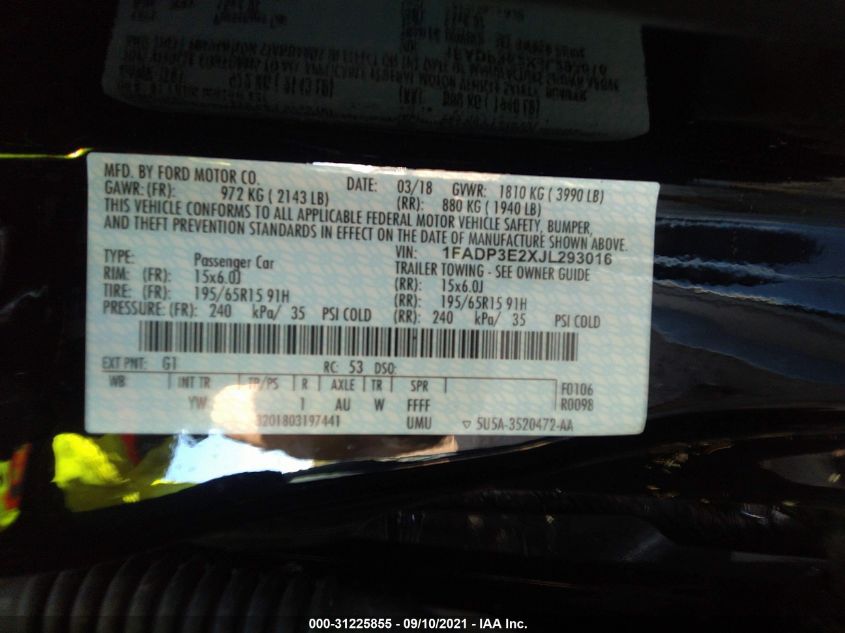 MFD. BY FORD MOTOR CO. DATE: 03/18 GVWR: 1810 KG (3990 LB)
GAWR: (FR): 972 KG (2143 LB) (RR): 880 KG (1940 LB)
THIS VEHICLE CONFORMS TO ALL APPLICABLE FEDERAL MOTOR VEHICLE SAFETY, BUMPER,
AND THEFT PREVENTION STANDARDS IN EFFECT ON THE DATE OF MANUFACTURE SHOWN ABOVE.
VIN: 1FADP3E2XJL293016
TYPE: Passenger Car TRAILER TOWING - SEE OWNER GUIDE
RIM: (FR): 15x6.0J (RR): 15x6.0J
TIRE: (FR): 195/65R15 91H (RR): 195/65R15 91H
PRESSURE: (FR): 240 kPa/ 35 PSI COLD (RR): 240 kPa/ 35 PSI COLD
EXT PNT: G1 RC: 53 DSO:
WB INT TR TP/PS R AXLE TR SPR F0106
YW 1 AU W FFFF R0098
3201803197441 UMU ▽ 5U5A-3520472-AA
000-31225855 — 09/10/2021 — IAA Inc.